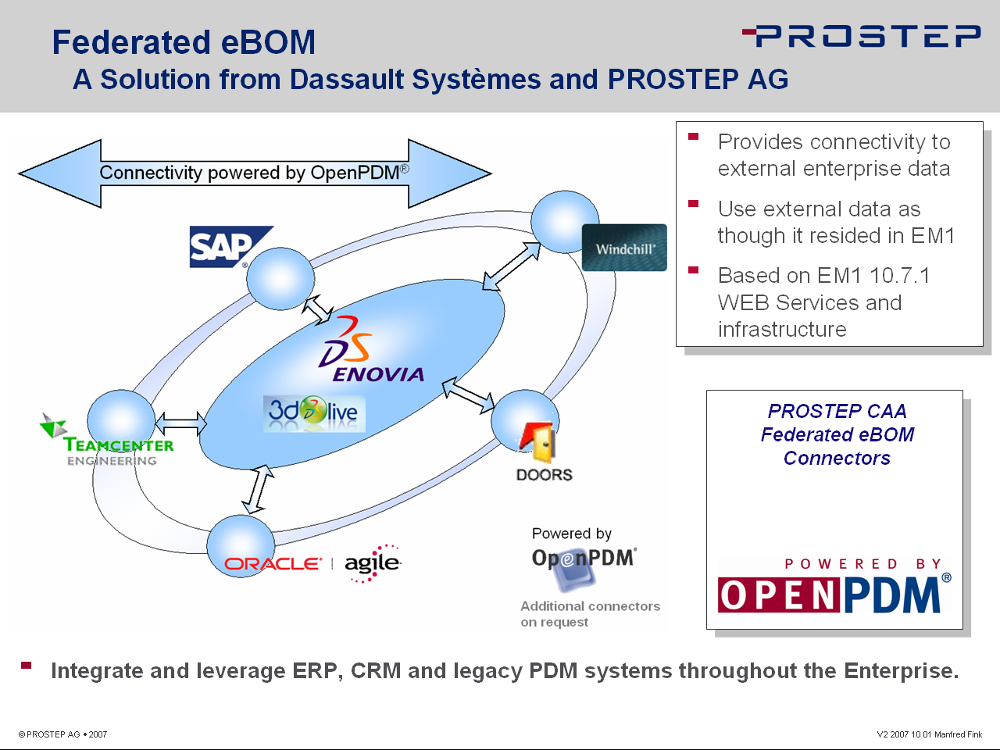 Federated eBOM
A Solution from Dassault Systèmes and PROSTEP AG
PROSTEP
Connectivity powered by OpenPDM®
SAP®
Windchill®
DS
ENOVIA
3d live
TEAMCENTER
ENGINEERING
DOORS
ORACLE® | agile
Powered by
OpenPDM®
Additional connectors
on request
Provides connectivity to
external enterprise data
Use external data as
though it resided in EM1
Based on EM1 10.7.1
WEB Services and
infrastructure
PROSTEP CAA
Federated eBOM
Connectors
POWERED BY
OPENPDM®
Integrate and leverage ERP, CRM and legacy PDM systems throughout the Enterprise.
© PROSTEP AG • 2007
V2 2007 10 01 Manfred Fink